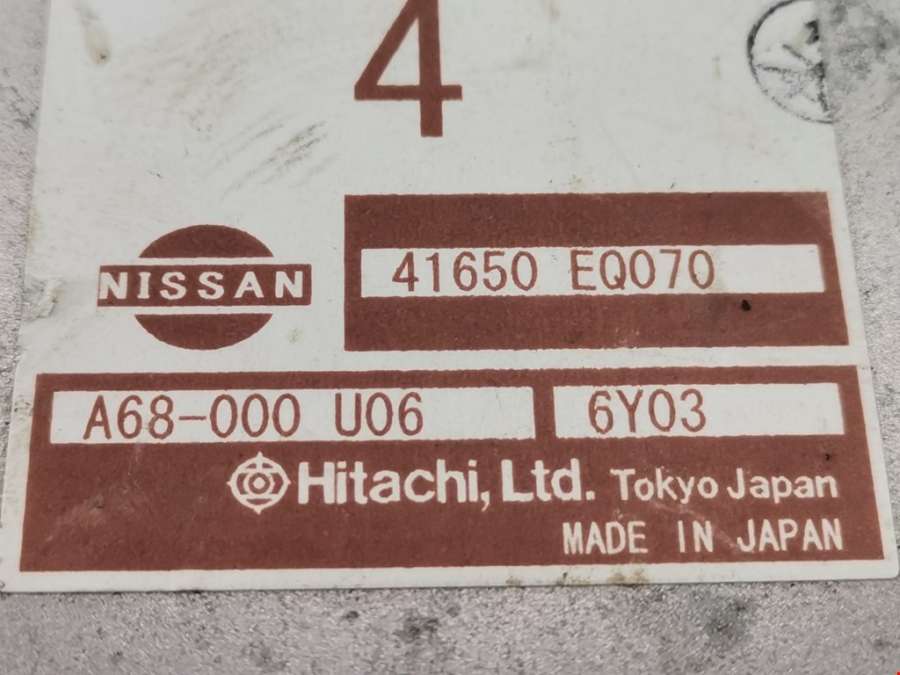 4
41650 EQ070
NISSAN
A68-000 U06 6Y03
Hitachi, Ltd. Tokyo Japan
MADE IN JAPAN